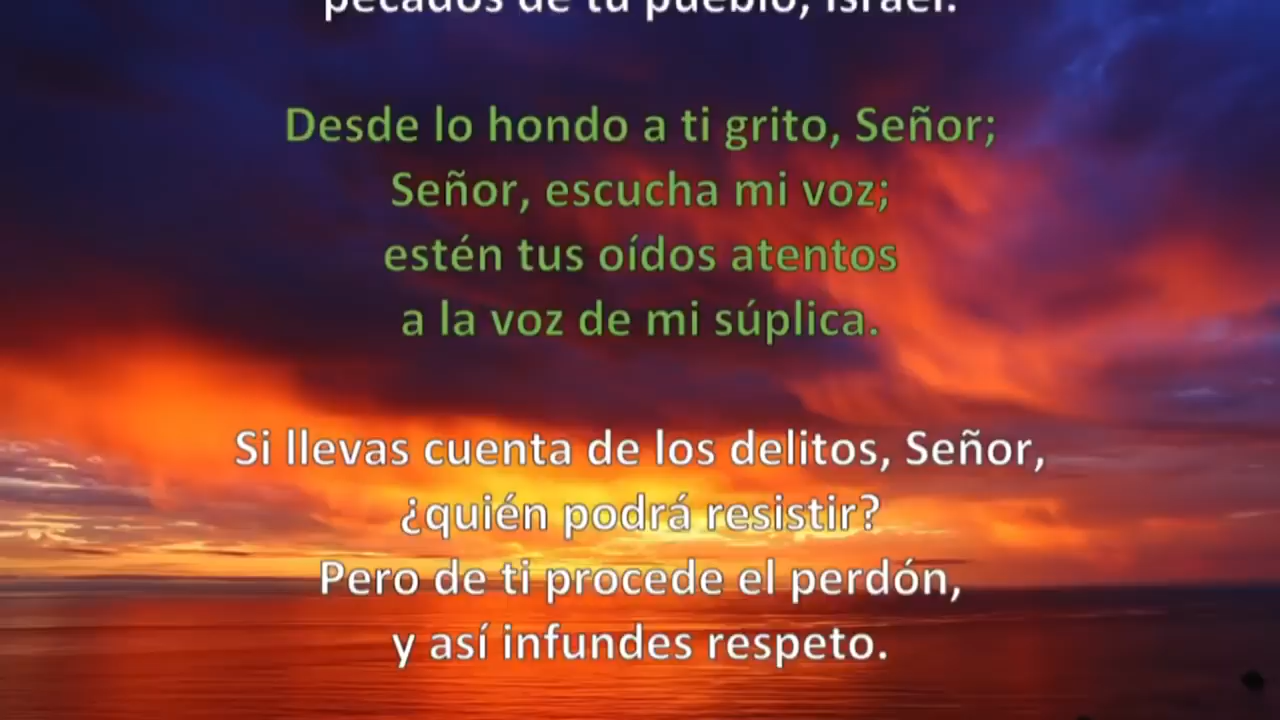 pecados de tu pueblo, Israel.
Desde lo hondo a ti grito, Señor;
Señor, escucha mi voz;
estén tus oídos atentos
a la voz de mi súplica.
Si llevas cuenta de los delitos, Señor,
¿quién podrá resistir?
Pero de ti procede el perdón,
y así infundes respeto.